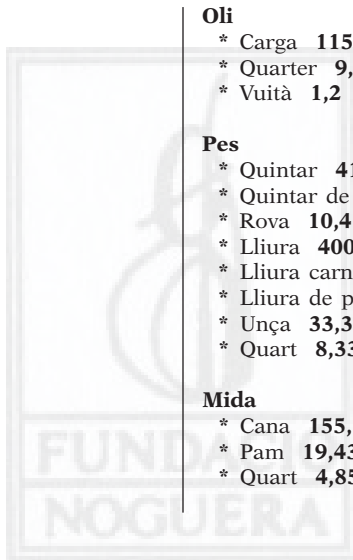 Oli
* Carga 115
* Quarter 9,
* Vuità 1,2
Pes
* Quintar 41
* Quintar de
* Rova 10,4
* Lliura 400
* Lliura carn
* Lliura de p
* Unça 33,3
* Quart 8,33
Mida
* Cana 155,
* Pam 19,43
* Quart 4,85
FUNDACIÓ
NOGUERA